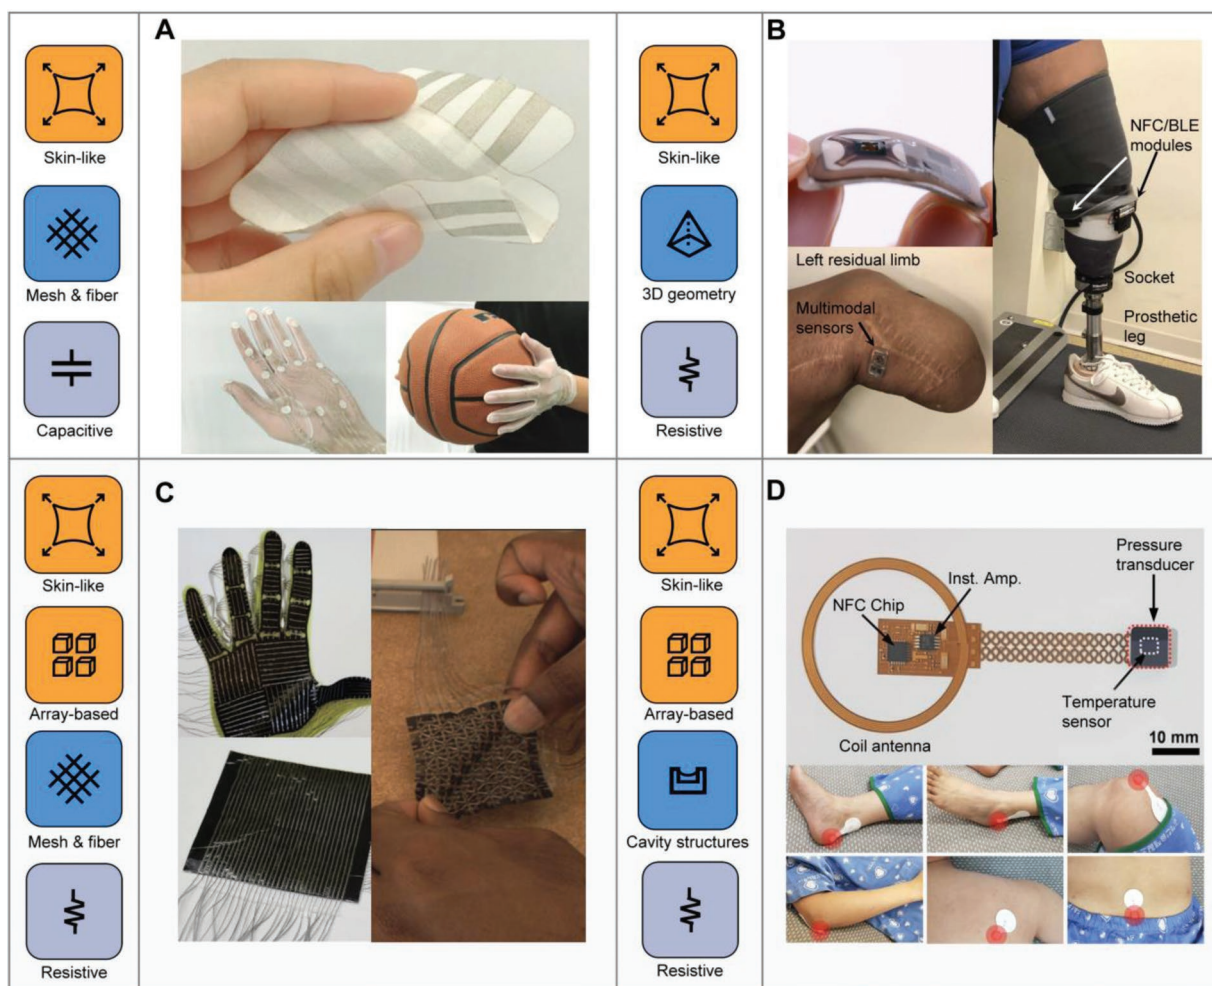 A
Skin-like
Mesh & fiber
Capacitive
B
Skin-like
3D geometry
Resistive
NFC/BLE
modules
Left residual limb
Multimodal
sensors
Socket
Prosthetic
leg
C
Skin-like
Array-based
Mesh & fiber
Resistive
D
Skin-like
Array-based
Cavity structures
Resistive
Pressure
transducer
Inst. Amp.
NFC Chip
Temperature
sensor
Coil antenna
10 mm